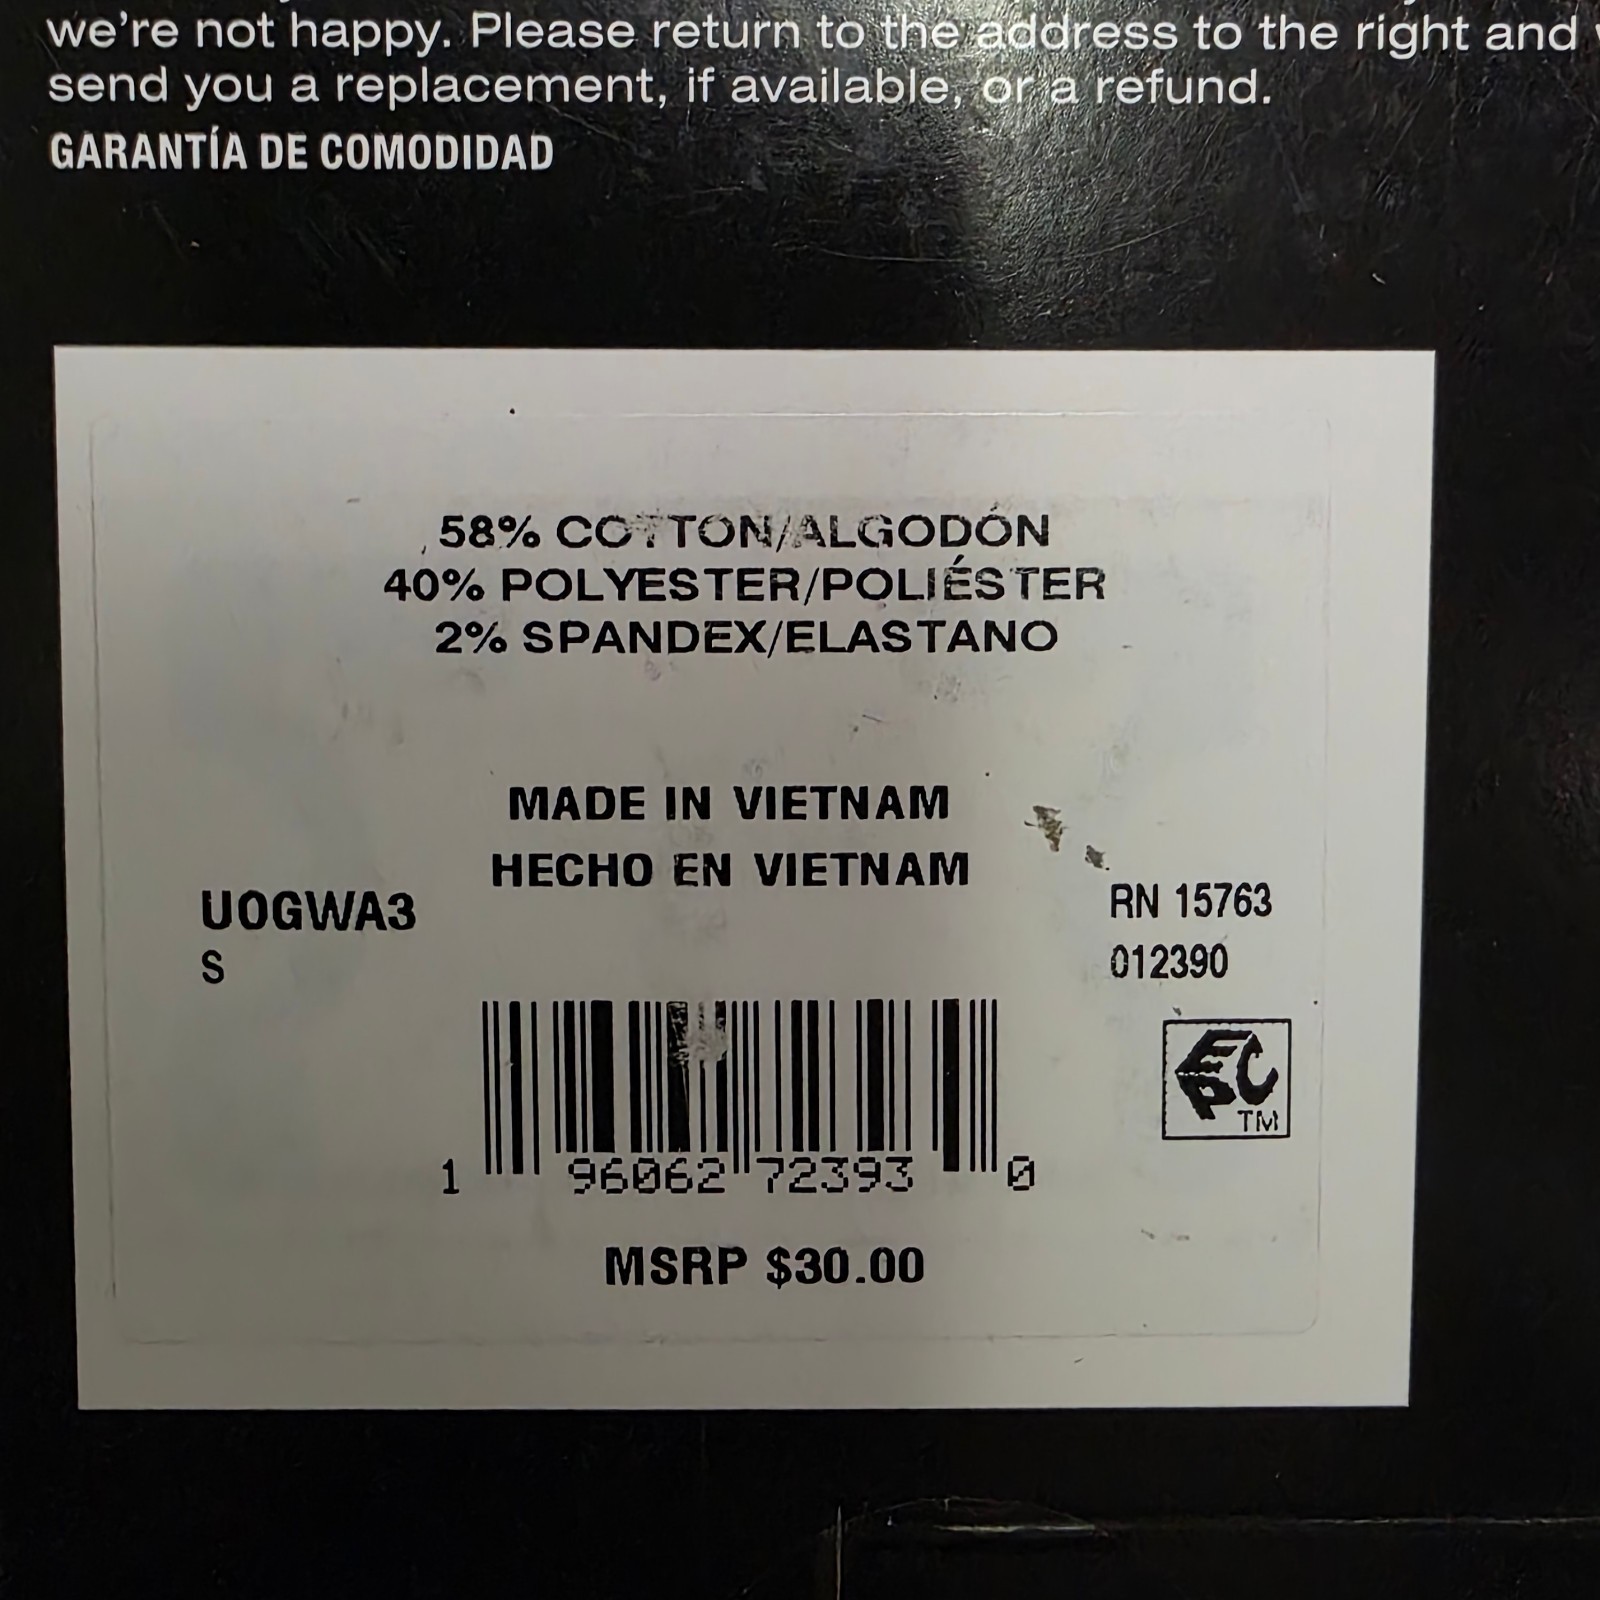 we're not happy. Please return to the address to the right and
send you a replacement, if available, or a refund.
GARANTÍA DE COMODIDAD
58% COTTON/ALGODÓN
40% POLYESTER/POLIÉSTER
2% SPANDEX/ELASTANO
MADE IN VIETNAM
HECHO EN VIETNAM
UOGWA3
S
RN 15763
012390
EPC TM
1 96062 72393 0
MSRP $30.00